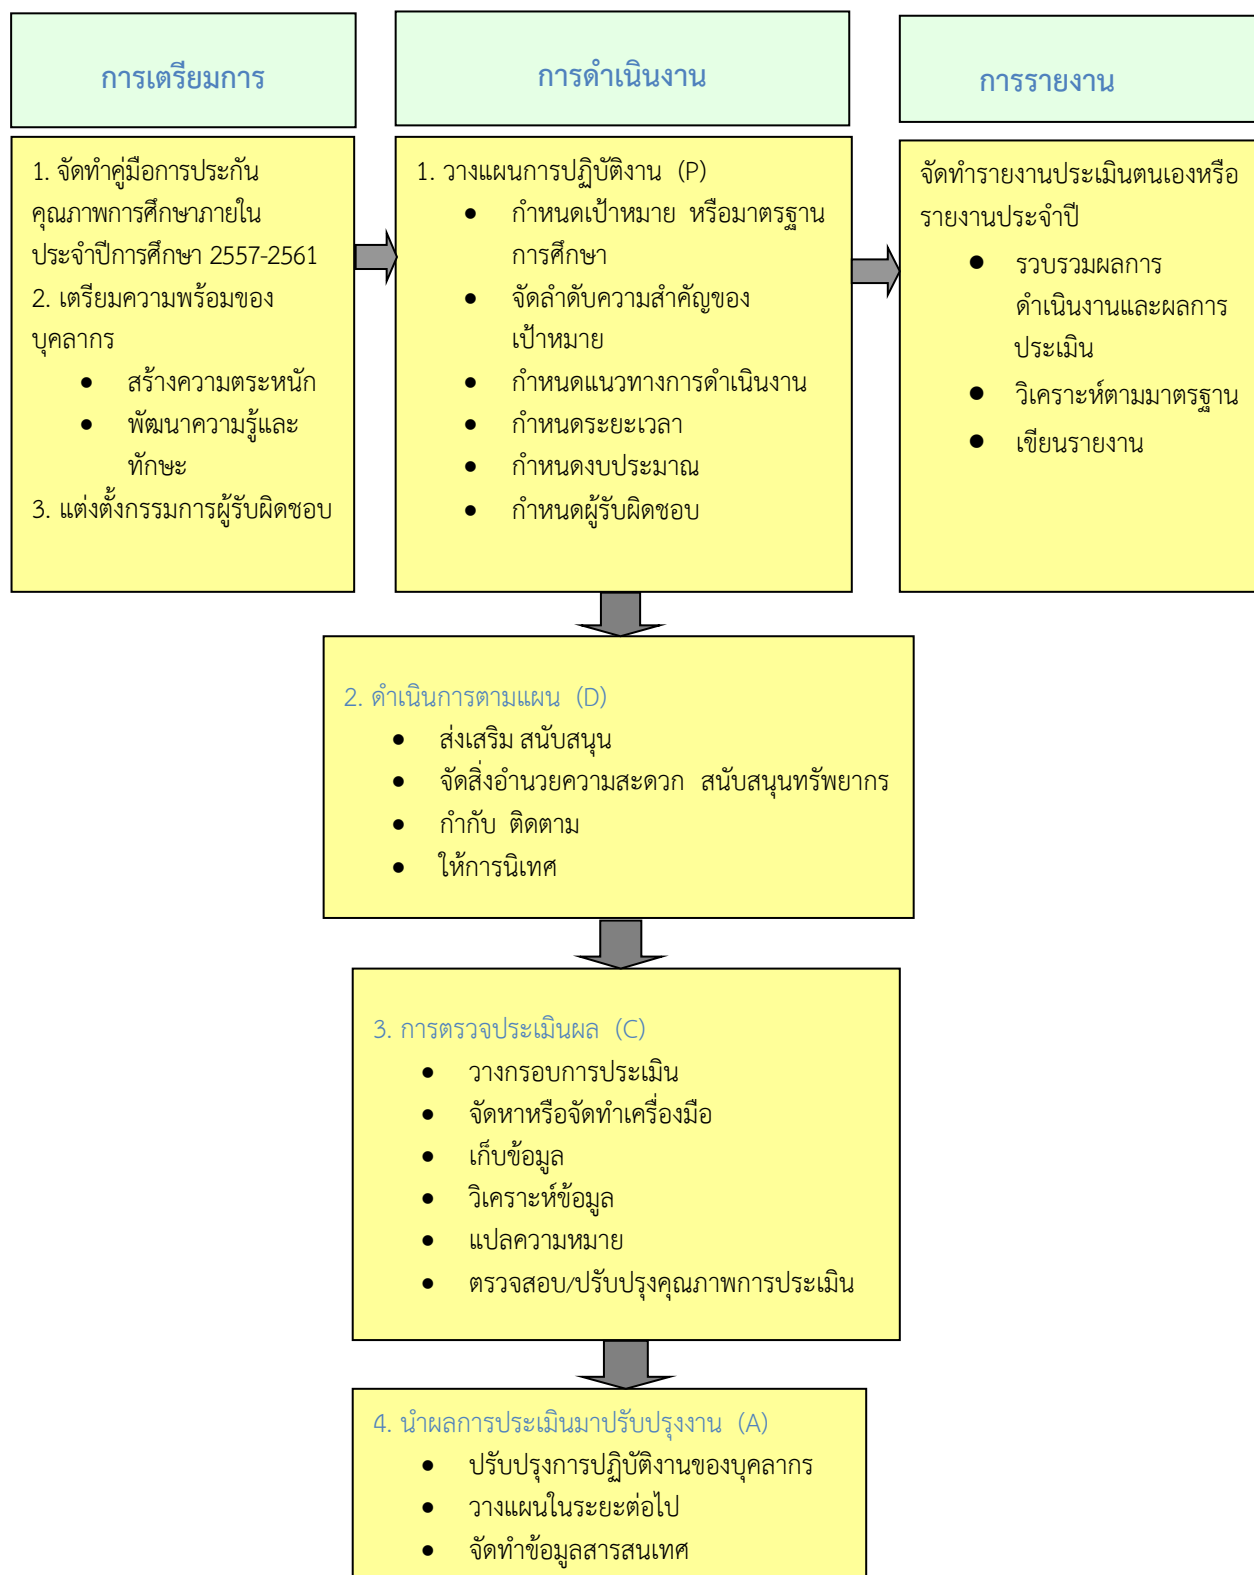 การเตรียมการ
การดำเนินงาน
การรายงาน
1. จัดทำคู่มือการประกัน
คุณภาพการศึกษาภายใน
ประจำปีการศึกษา 2557-2561
2. เตรียมความพร้อมของ
บุคลากร
● สร้างความตระหนัก
● พัฒนาความรู้และ
ทักษะ
3. แต่งตั้งกรรมการผู้รับผิดชอบ
1. วางแผนการปฏิบัติงาน (P)
● กำหนดเป้าหมาย หรือมาตรฐาน
การศึกษา
● จัดลำดับความสำคัญของ
เป้าหมาย
● กำหนดแนวทางการดำเนินงาน
● กำหนดระยะเวลา
● กำหนดงบประมาณ
● กำหนดผู้รับผิดชอบ
จัดทำรายงานประเมินตนเองหรือ
รายงานประจำปี
● รวบรวมผลการ
ดำเนินงานและผลการ
ประเมิน
● วิเคราะห์ตามมาตรฐาน
● เขียนรายงาน
2. ดำเนินการตามแผน (D)
● ส่งเสริม สนับสนุน
● จัดสิ่งอำนวยความสะดวก สนับสนุนทรัพยากร
● กำกับ ติดตาม
● ให้การนิเทศ
3. การตรวจประเมินผล (C)
● วางกรอบการประเมิน
● จัดหาหรือจัดทำเครื่องมือ
● เก็บข้อมูล
● วิเคราะห์ข้อมูล
● แปลความหมาย
● ตรวจสอบ/ปรับปรุงคุณภาพการประเมิน
4. นำผลการประเมินมาปรับปรุงงาน (A)
● ปรับปรุงการปฏิบัติงานของบุคลากร
● วางแผนในระยะต่อไป
● จัดทำข้อมูลสารสนเทศ